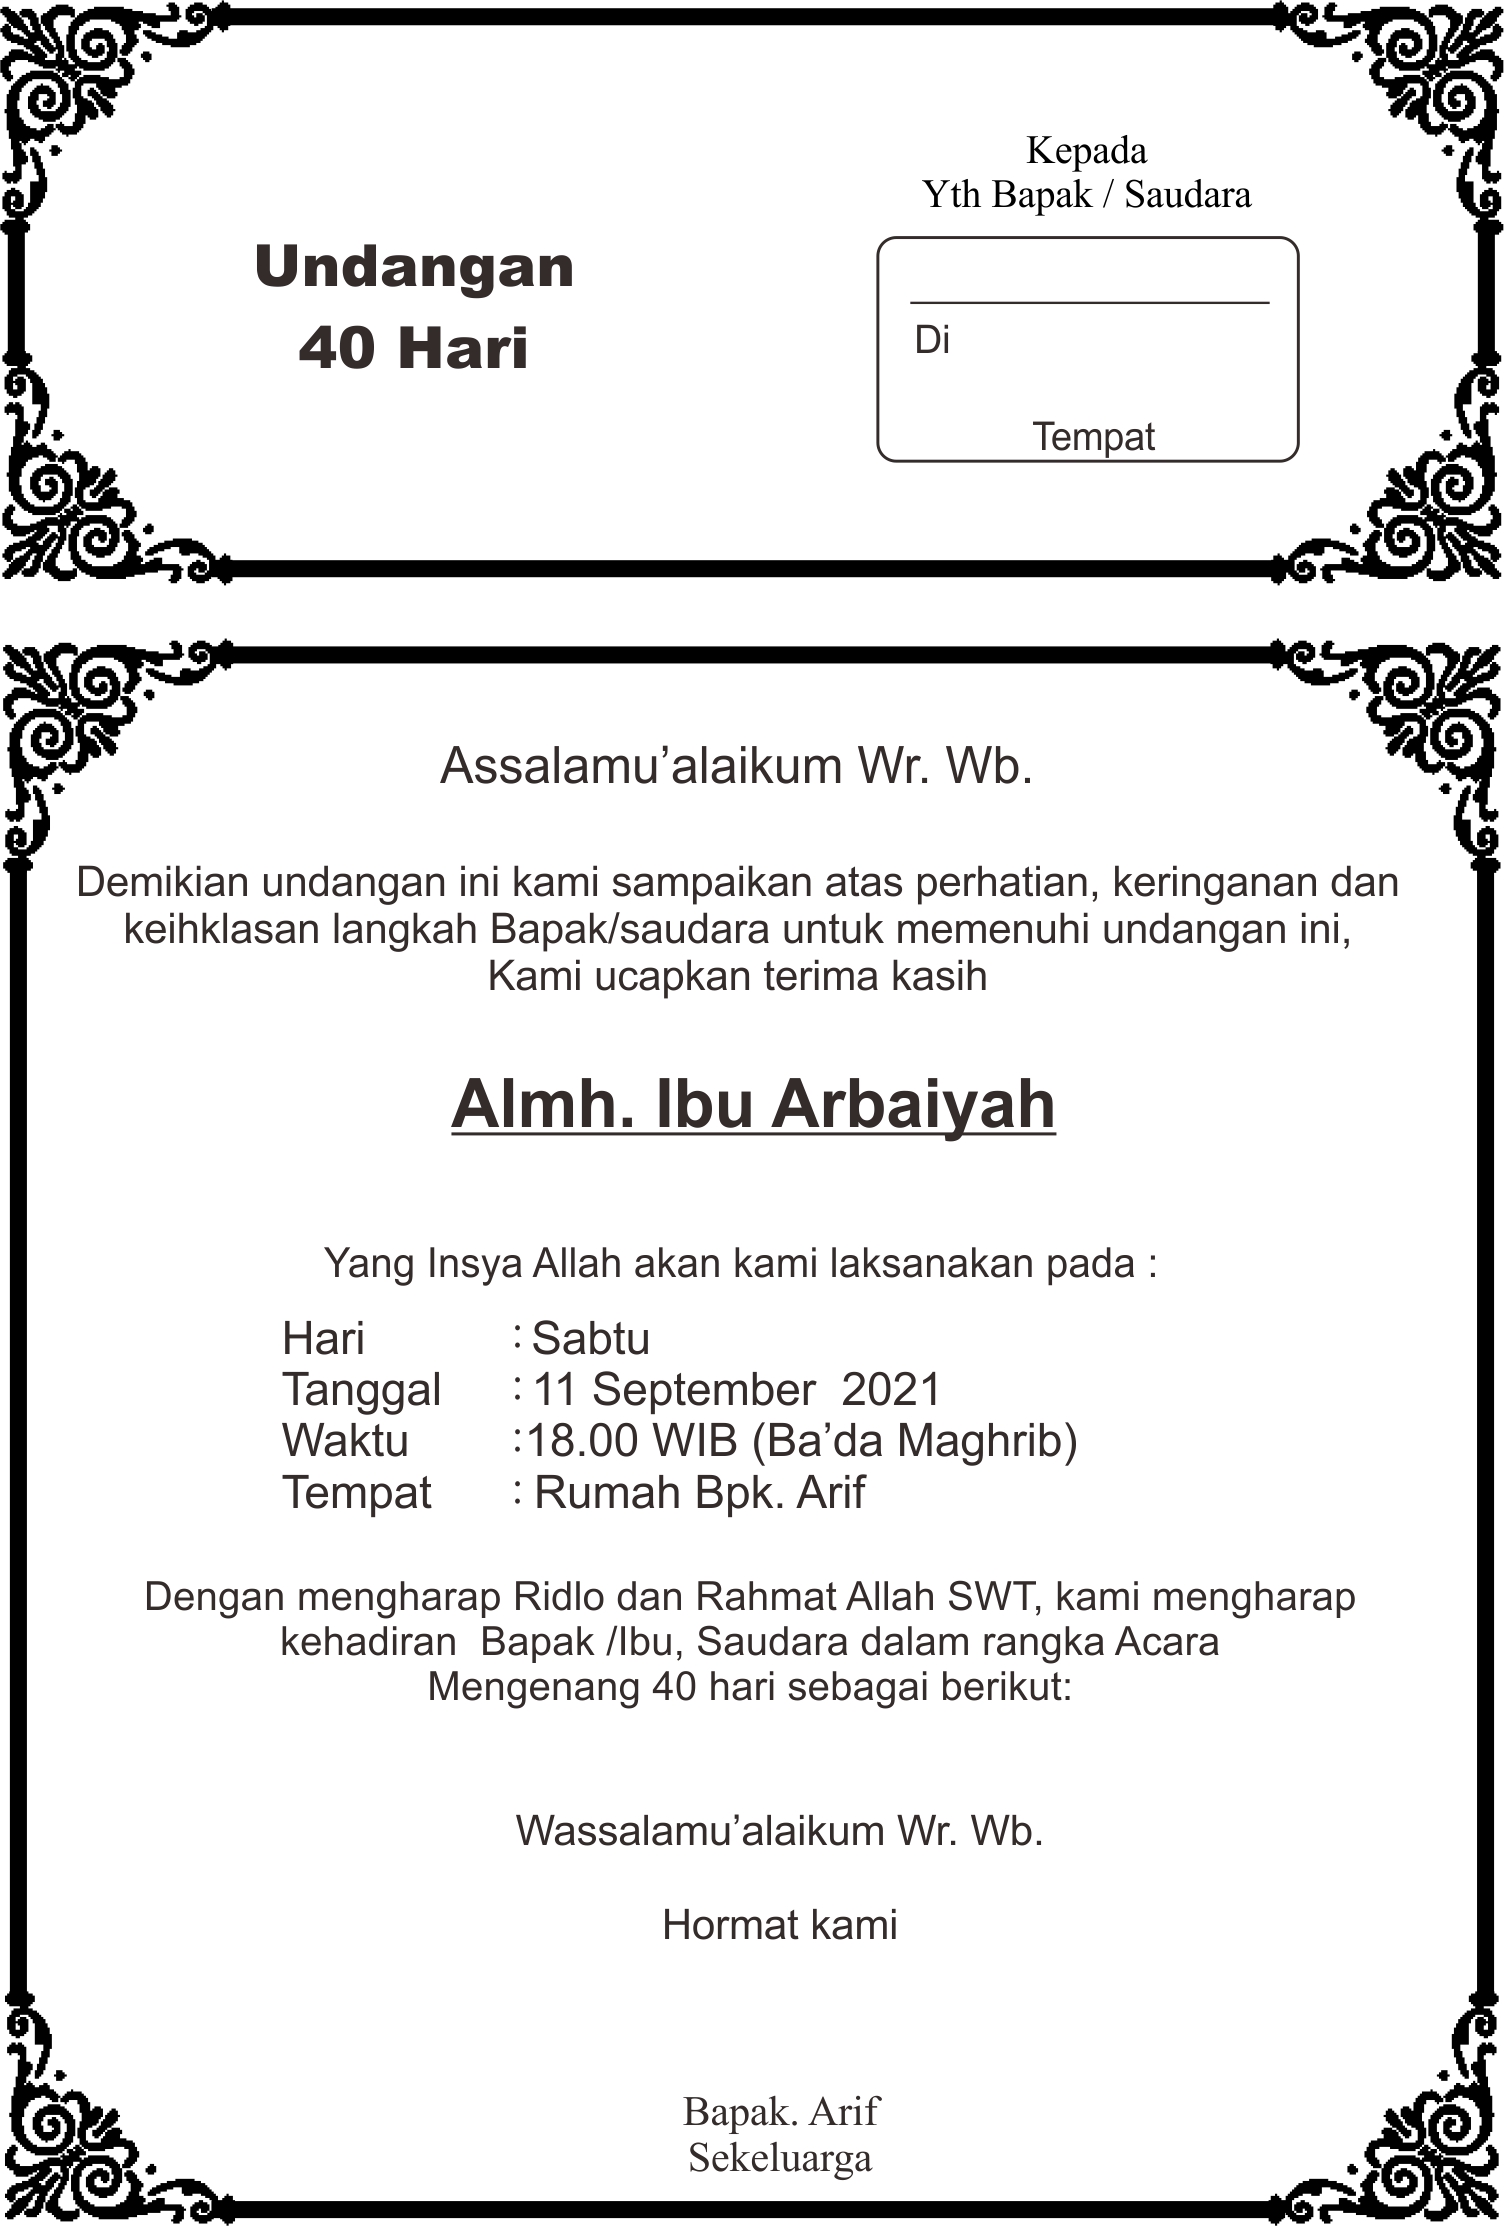 Undangan
40 Hari
Kepada
Yth Bapak / Saudara
Di
Tempat
Assalamu’alaikum Wr. Wb.
Demikian undangan ini kami sampaikan atas perhatian, keringanan dan
keihklasan langkah Bapak/saudara untuk memenuhi undangan ini,
Kami ucapkan terima kasih
Almh. Ibu Arbaiyah
Yang Insya Allah akan kami laksanakan pada :
Hari : Sabtu
Tanggal : 11 September 2021
Waktu :18.00 WIB (Ba’da Maghrib)
Tempat : Rumah Bpk. Arif
Dengan mengharap Ridlo dan Rahmat Allah SWT, kami mengharap
kehadiran Bapak /Ibu, Saudara dalam rangka Acara
Mengenang 40 hari sebagai berikut:
Wassalamu’alaikum Wr. Wb.
Hormat kami
Bapak. Arif
Sekeluarga